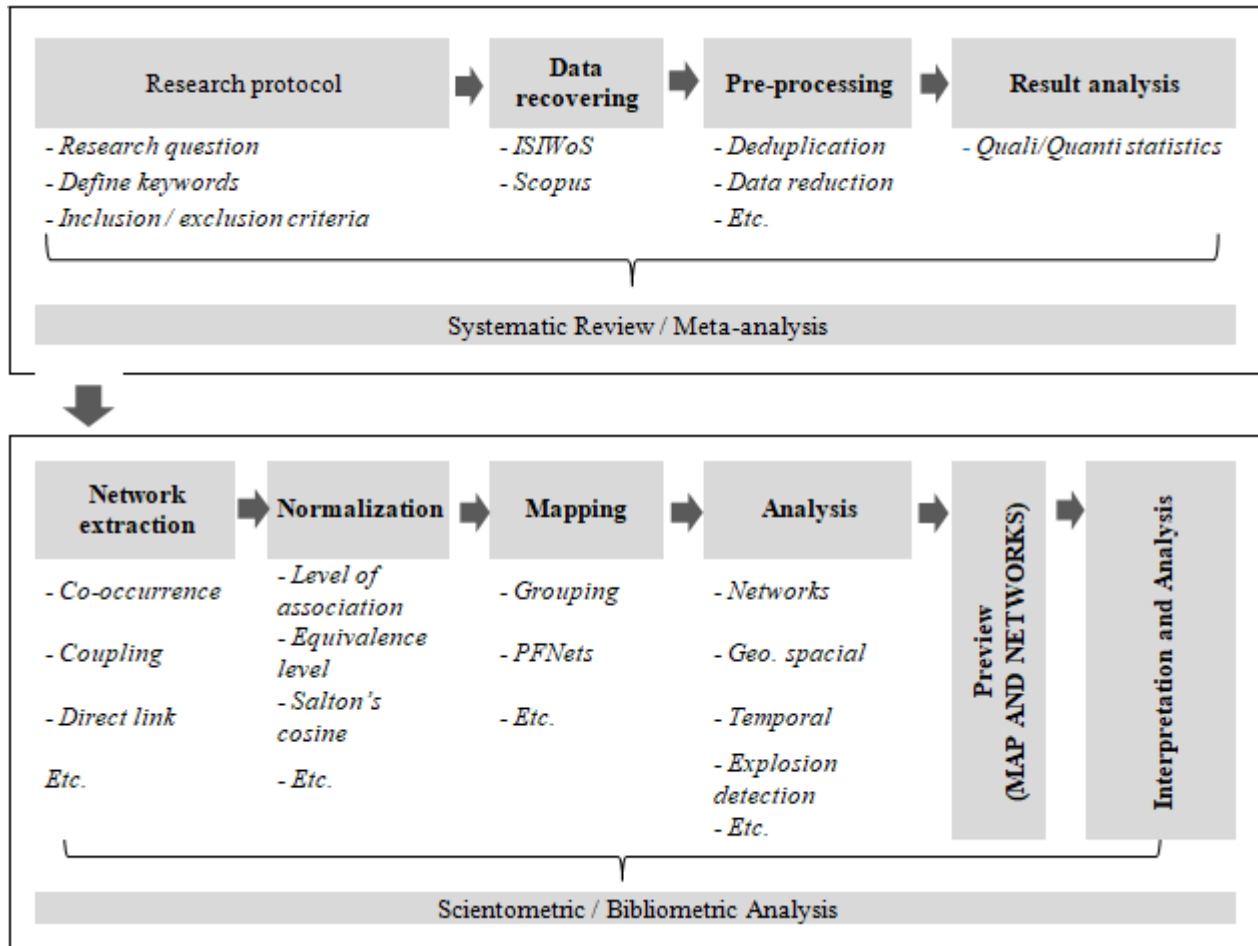 Research protocol
- Research question
- Define keywords
- Inclusion / exclusion criteria
Data
recovering
- ISIWoS
- Scopus
Pre-processing
- Deduplication
- Data reduction
- Etc.
Result analysis
- Quali/Quanti statistics
Systematic Review / Meta-analysis
Network
extraction
- Co-occurrence
- Coupling
- Direct link
Etc.
Normalization
- Level of
association
- Equivalence
level
- Salton's
cosine
- Etc.
Mapping
- Grouping
- PFNets
- Etc.
Analysis
- Networks
- Geo. spacial
- Temporal
- Explosion
detection
- Etc.
Preview
(MAP AND NETWORKS)
Interpretation and Analysis
Scientometric / Bibliometric Analysis